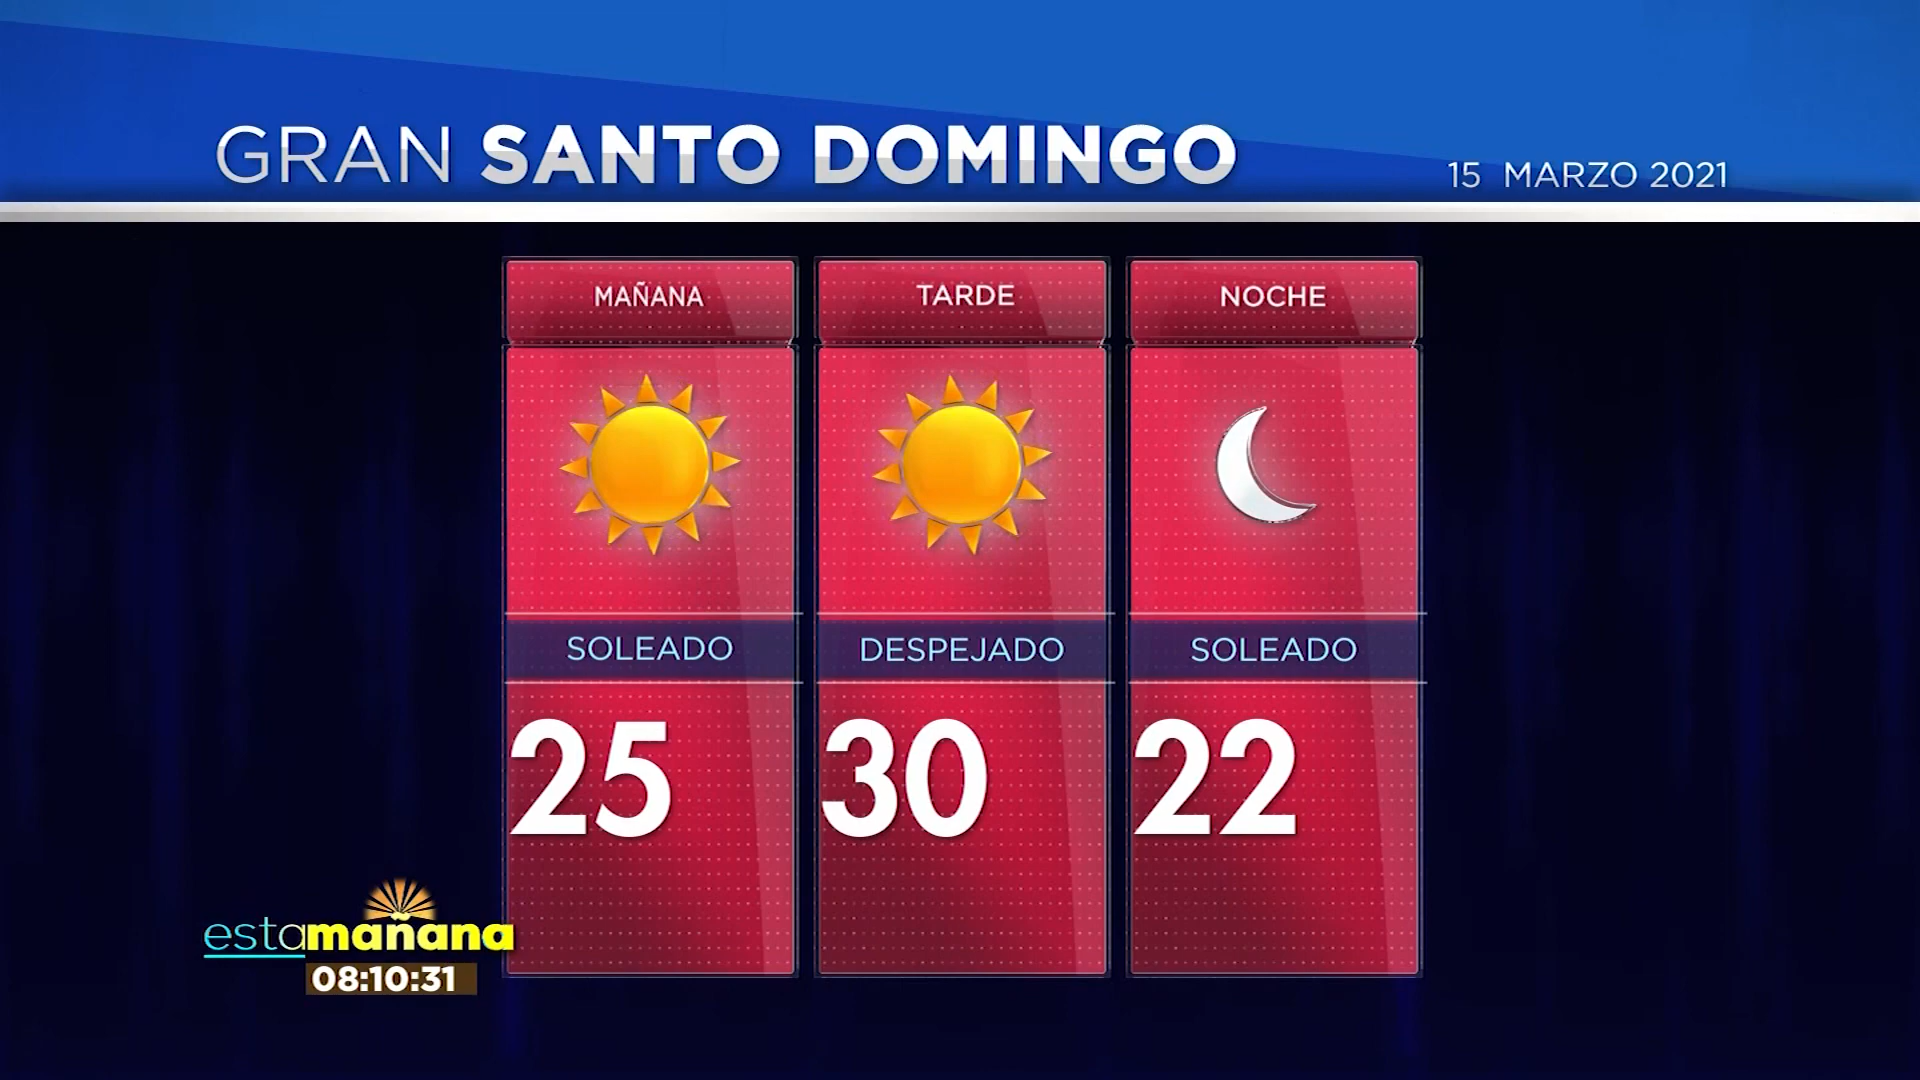 GRAN SANTO DOMINGO
15 MARZO 2021
MAÑANA
TARDE
NOCHE
SOLEADO
DESPEJADO
SOLEADO
25
30
22
estamañana
08:10:31